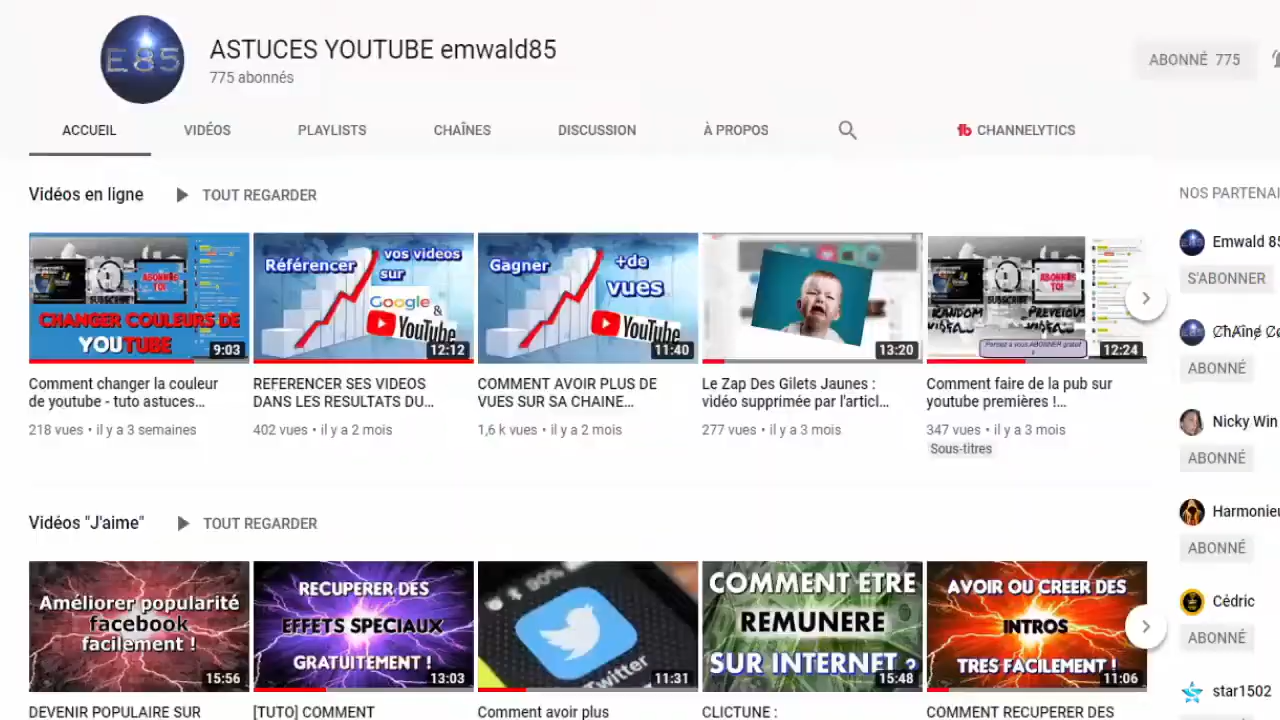 E85
ASTUCES YOUTUBE emwald85
775 abonnés
ABONNÉ 775
ACCUEIL
VIDÉOS
PLAYLISTS
CHAÎNES
DISCUSSION
À PROPOS
CHANNELYTICS
Vidéos en ligne
TOUT REGARDER
NOS PARTENAI
CHANGER COULEURS DE
YOUTUBE
9:03
Référencer vos videos
sur
Google
&
YouTube
12:12
Gagner +de
vues
YouTube
11:40
13:20
SUBSCRIBE
ABONNES
TOI
RANDOM
12:24
Comment changer la couleur
de youtube - tuto astuces...
218 vues • il y a 3 semaines
REFERENCER SES VIDEOS
DANS LES RESULTATS DU...
402 vues • il y a 2 mois
COMMENT AVOIR PLUS DE
VUES SUR SA CHAINE...
1,6 k vues • il y a 2 mois
Le Zap Des Gilets Jaunes :
vidéo supprimée par l'articl...
277 vues • il y a 3 mois
Comment faire de la pub sur
youtube premières !...
347 vues • il y a 3 mois
Sous-titres
Emwald 85
S'ABONNER
ABONNÉ
Nicky Win
ABONNÉ
Harmonieu
ABONNÉ
Cédric
ABONNÉ
star1502
Vidéos "J'aime"
TOUT REGARDER
Améliorer popularité
facebook
facilement !
15:56
RECUPERER DES
EFFETS SPECIAUX
GRATUITEMENT !
13:03
90%
Twitter
11:31
COMMENT ETRE
REMUNERE
SUR INTERNET ?
15:48
AVOIR OU CREER DES
INTROS
TRES FACILEMENT !
11:06
DEVENIR POPULAIRE SUR
[TUTO] COMMENT
Comment avoir plus
CLICTUNE :
COMMENT RECUPERER DES